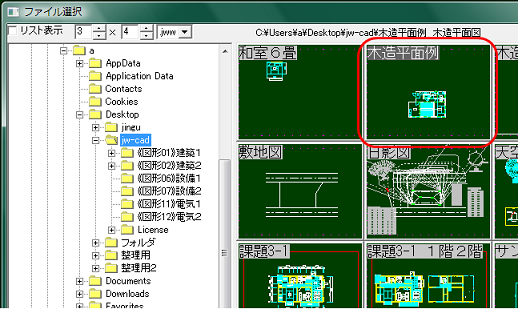 ファイル選択
リスト表示 3 × 4 .jww C:¥Users¥a¥Desktop¥jw-cad¥木造平面例 木造平面図
a
AppData
Application Data
Contacts
Cookies
Desktop
jingu
jw-cad
《図形01》建築1
《図形02》建築2
《図形06》設備1
《図形02》設備2
《図形11》電気1
《図形12》電気2
License
フォルダ
整理用
整理用2
Documents
Downloads
Favorites
和室6畳 木造平面例
敷地図 日影図 天空
課題3-1 課題3-1 1階2階 サン